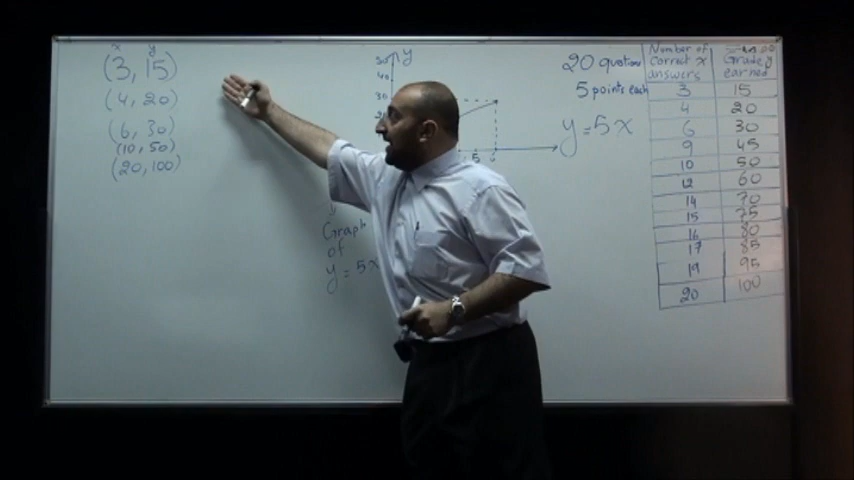 x y
(3, 15)
(4, 20)
(6, 30)
(10, 50)
(20, 100)
Graph
of
y = 5x
y
50
40
30
5 6
20 questions
5 points each
y = 5x
Number of Correct x answers
Grade y earned
3 15
4 20
6 30
9 45
10 50
12 60
14 70
15 75
16 80
17 85
19 95
20 100